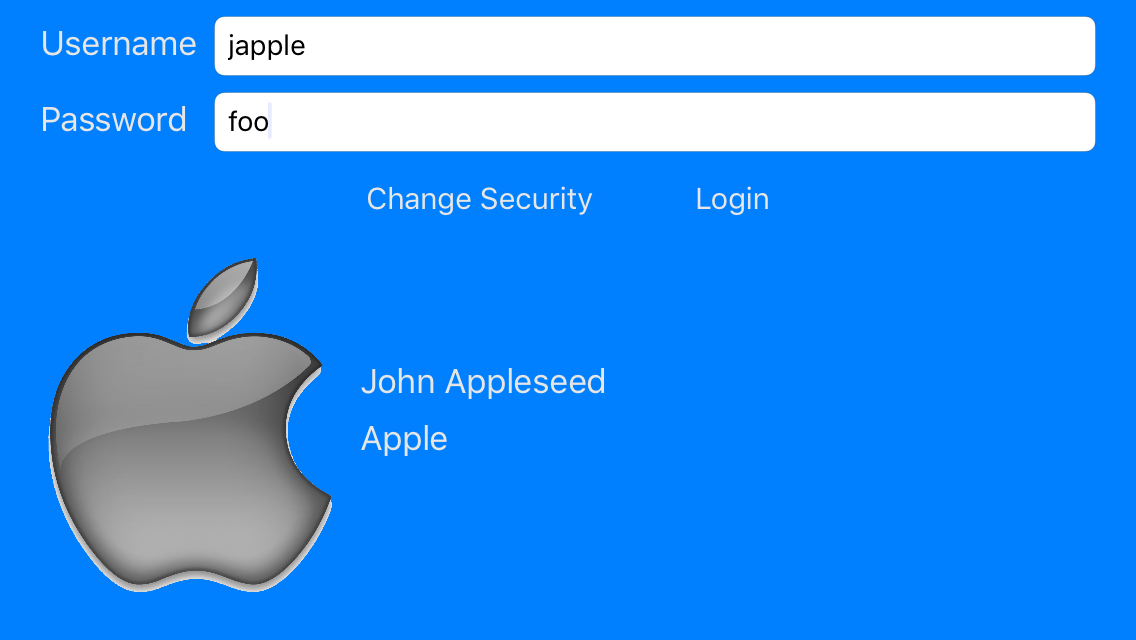 Username japple
Password foo
Change Security Login
John Appleseed
Apple